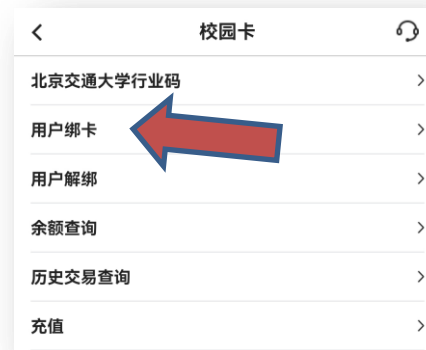 校园卡
北京交通大学行业码
用户绑卡
用户解绑
余额查询
历史交易查询
充值